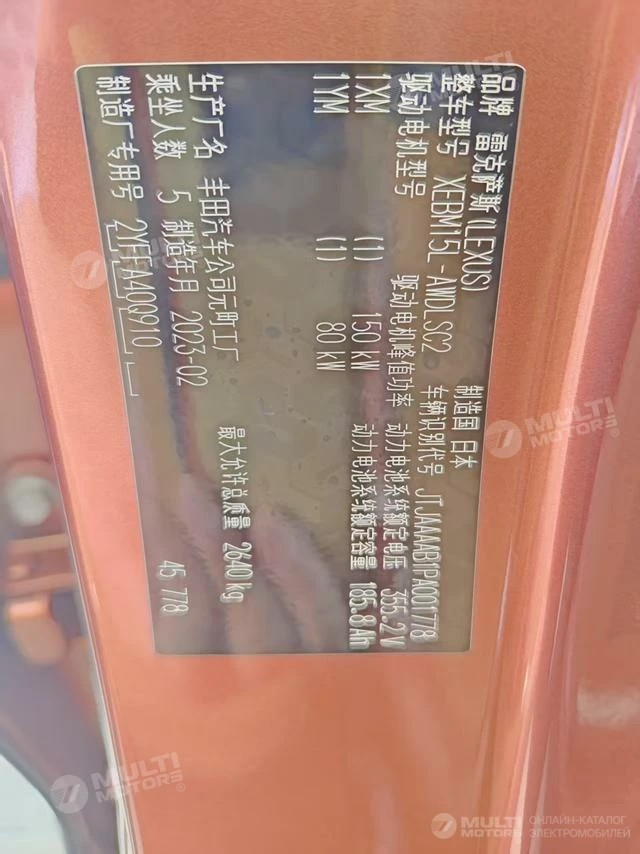 品牌 雷克萨斯(LEXUS) 制造国 日本
整车型号 XEBM15L-AWDLSC2 车辆识别代号 JTJAAAAB1PA001778
驱动电机型号 驱动电机峰值功率 动力电池系统额定电压 355.2V
1XM (1) 150 kW 动力电池系统额定容量 185.8Ah
1YM (1) 80 kW
生产厂名 丰田汽车公司元町工厂 最大允许总质量 2640kg
乘坐人数 5 制造年月 2023-02
制造厂专用号 2YFFA40Q910 45 778
MULTI MOTORS
MULTI MOTORS
MULTI MOTORS
MULTI MOTORS
MULTI MOTORS
ОНЛАЙН-КАТАЛОГ
ЭЛЕКТРОМОБИЛЕЙ